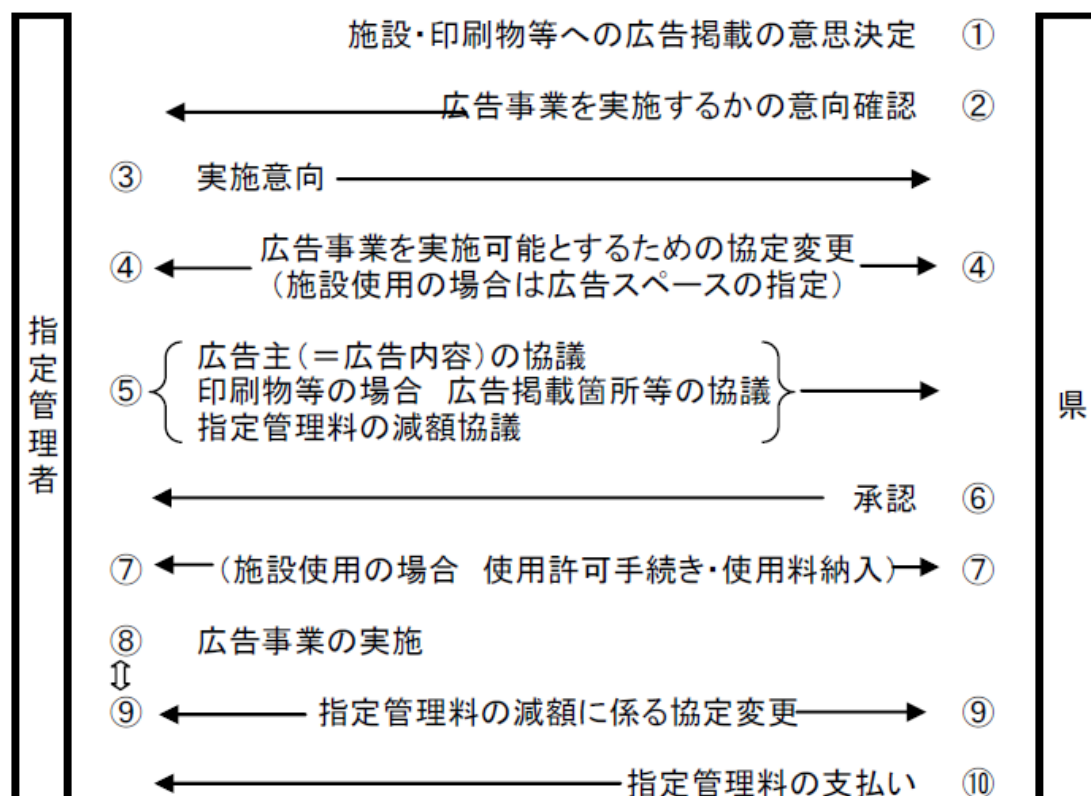 施設・印刷物等への広告掲載の意思決定 ①
広告事業を実施するかの意向確認 ②
③ 実施意向
④ 広告事業を実施可能とするための協定変更 ④
(施設使用の場合は広告スペースの指定)
指定管理者
⑤ 広告主(=広告内容)の協議
印刷物等の場合 広告掲載箇所等の協議
指定管理料の減額協議
県
承認 ⑥
⑦ (施設使用の場合 使用許可手続き・使用料納入) ⑦
⑧ 広告事業の実施
⑨ 指定管理料の減額に係る協定変更 ⑨
指定管理料の支払い ⑩